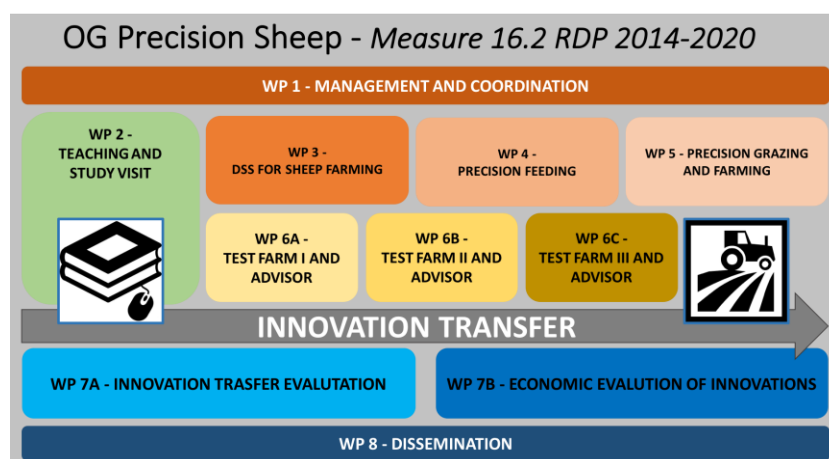 OG Precision Sheep - Measure 16.2 RDP 2014-2020
WP 1 - MANAGEMENT AND COORDINATION
WP 2 -
TEACHING AND
STUDY VISIT
WP 3 -
DSS FOR SHEEP FARMING
WP 4 -
PRECISION FEEDING
WP 5 - PRECISION GRAZING
AND FARMING
WP 6A -
TEST FARM I AND
ADVISOR
WP 6B -
TEST FARM II AND
ADVISOR
WP 6C -
TEST FARM III AND
ADVISOR
INNOVATION TRANSFER
WP 7A - INNOVATION TRASFER EVALUTATION
WP 7B - ECONOMIC EVALUTION OF INNOVATIONS
WP 8 - DISSEMINATION